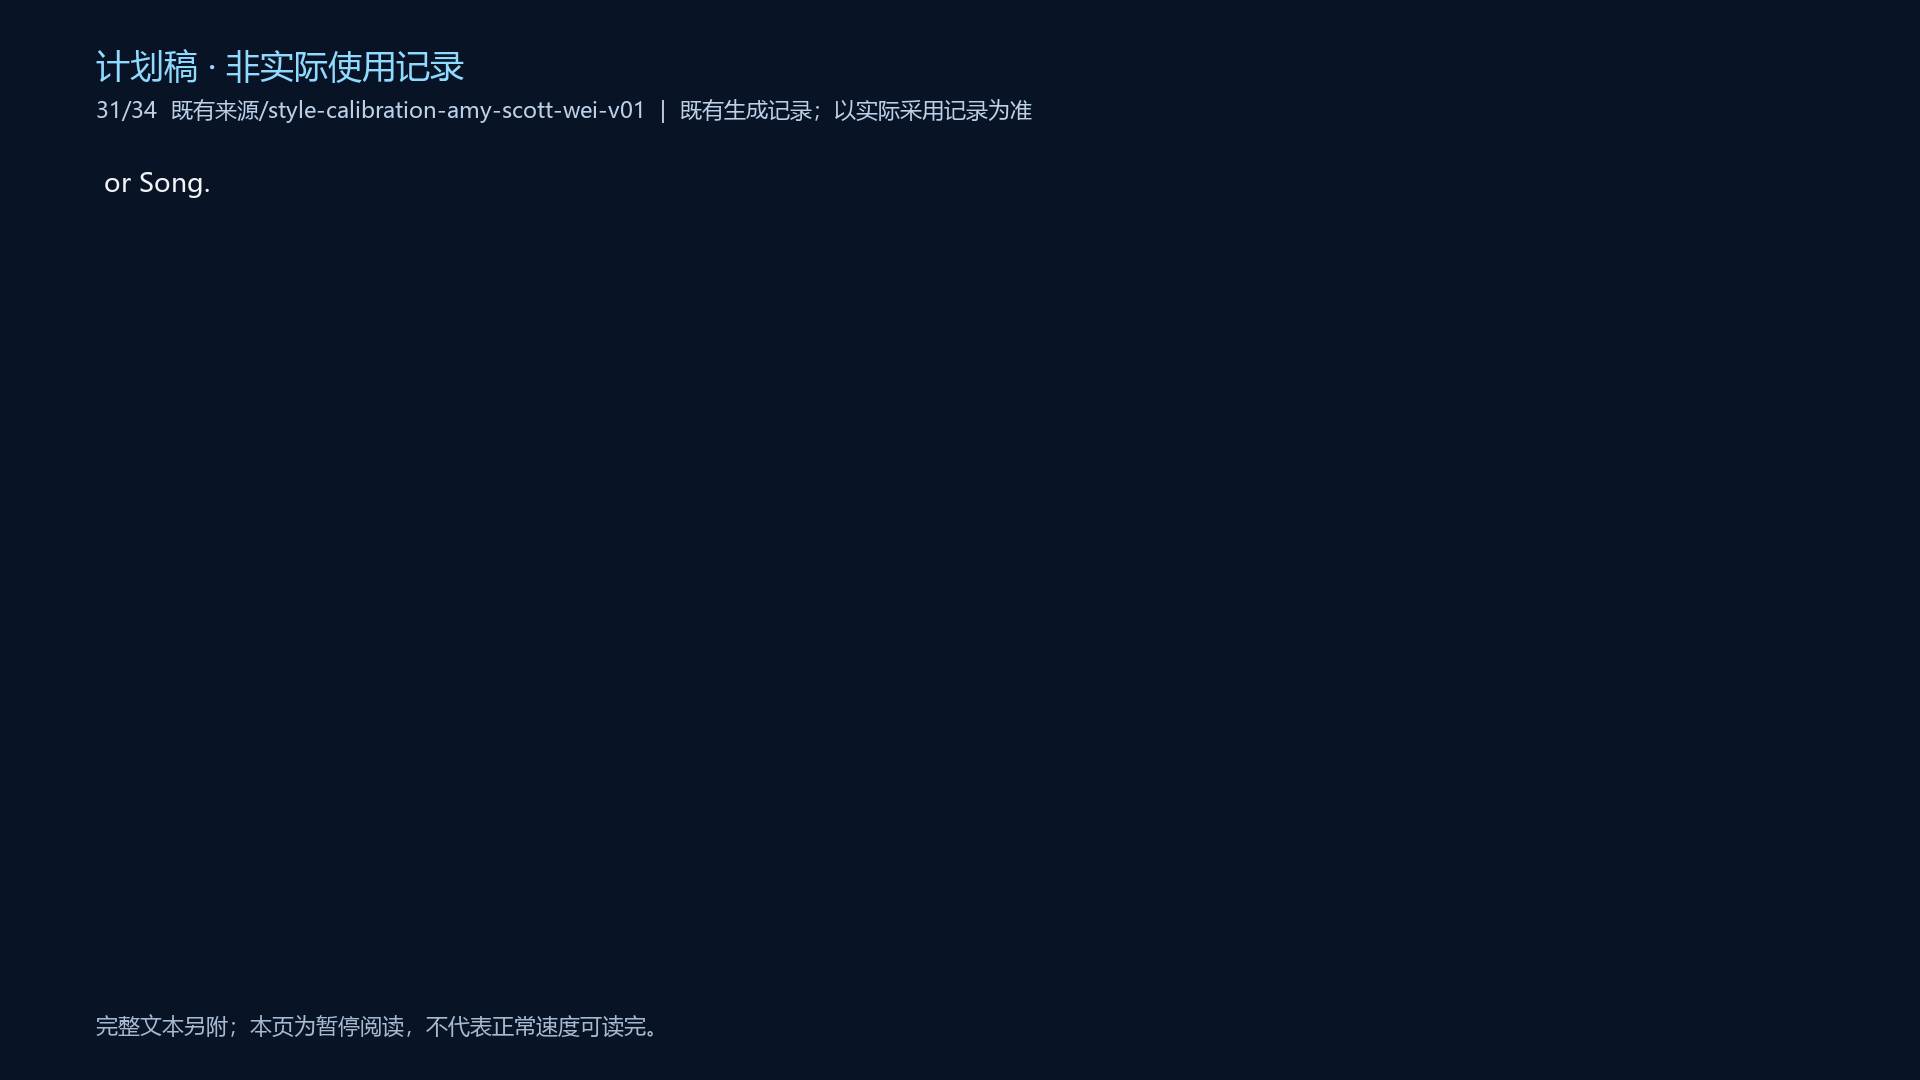 计划稿 · 非实际使用记录
31/34 既有来源/style-calibration-amy-scott-wei-v01 | 既有生成记录；以实际采用记录为准
or Song.
完整文本另附；本页为暂停阅读，不代表正常速度可读完。